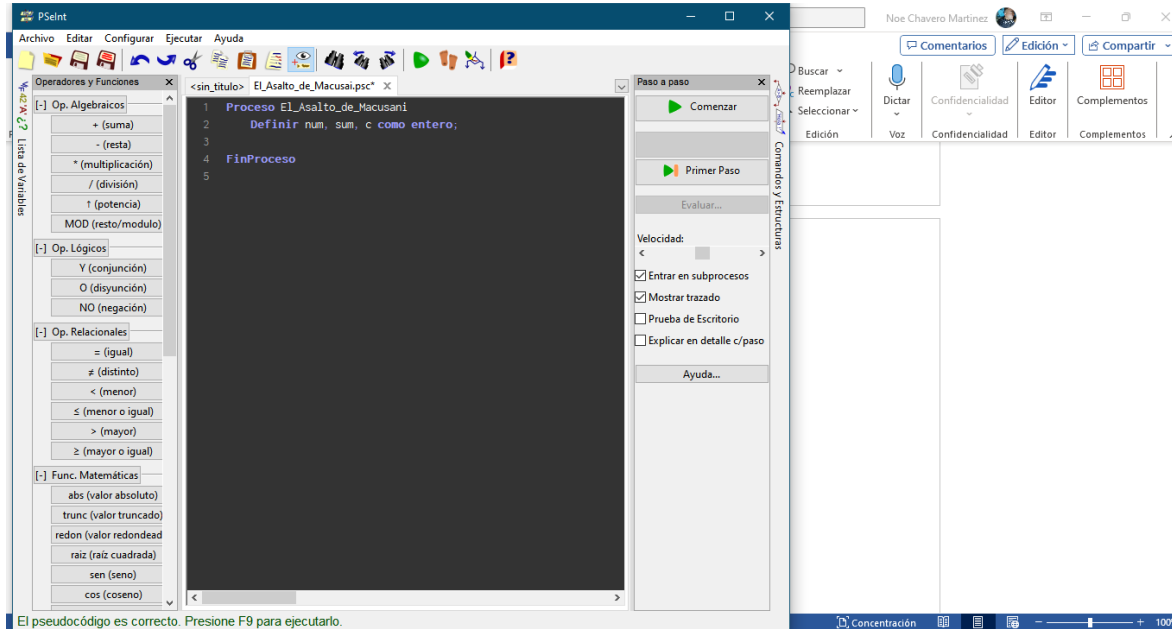 PSeInt
Archivo Editar Configurar Ejecutar Ayuda
*+=<
42 'A' ¿?
Lista de Variables
Operadores y Funciones X
[-] Op. Algebraicos
+ (suma)
- (resta)
* (multiplicación)
/ (división)
↑ (potencia)
MOD (resto/modulo)
[-] Op. Lógicos
Y (conjunción)
O (disyunción)
NO (negación)
[-] Op. Relacionales
= (igual)
≠ (distinto)
< (menor)
≤ (menor o igual)
> (mayor)
≥ (mayor o igual)
[-] Func. Matemáticas
abs (valor absoluto)
trunc (valor truncado)
redon (valor redondead
raiz (raíz cuadrada)
sen (seno)
cos (coseno)
<sin_titulo> El_Asalto_de_Macusai.psc* X
1 Proceso El_Asalto_de_Macusani
2 Definir num, sum, c como entero;
3
4 FinProceso
5
Paso a paso X
Comenzar
Primer Paso
Evaluar...
Velocidad:
Entrar en subprocesos
Mostrar trazado
Prueba de Escritorio
Explicar en detalle c/paso
Ayuda...
Comandos y Estructuras
El pseudocódigo es correcto. Presione F9 para ejecutarlo.
Noe Chavero Martinez
Comentarios Edición Compartir
Buscar
Reemplazar
Seleccionar
Edición
Dictar
Voz
Confidencialidad
Confidencialidad
Editor
Editor
Complementos
Complementos
Concentración
100